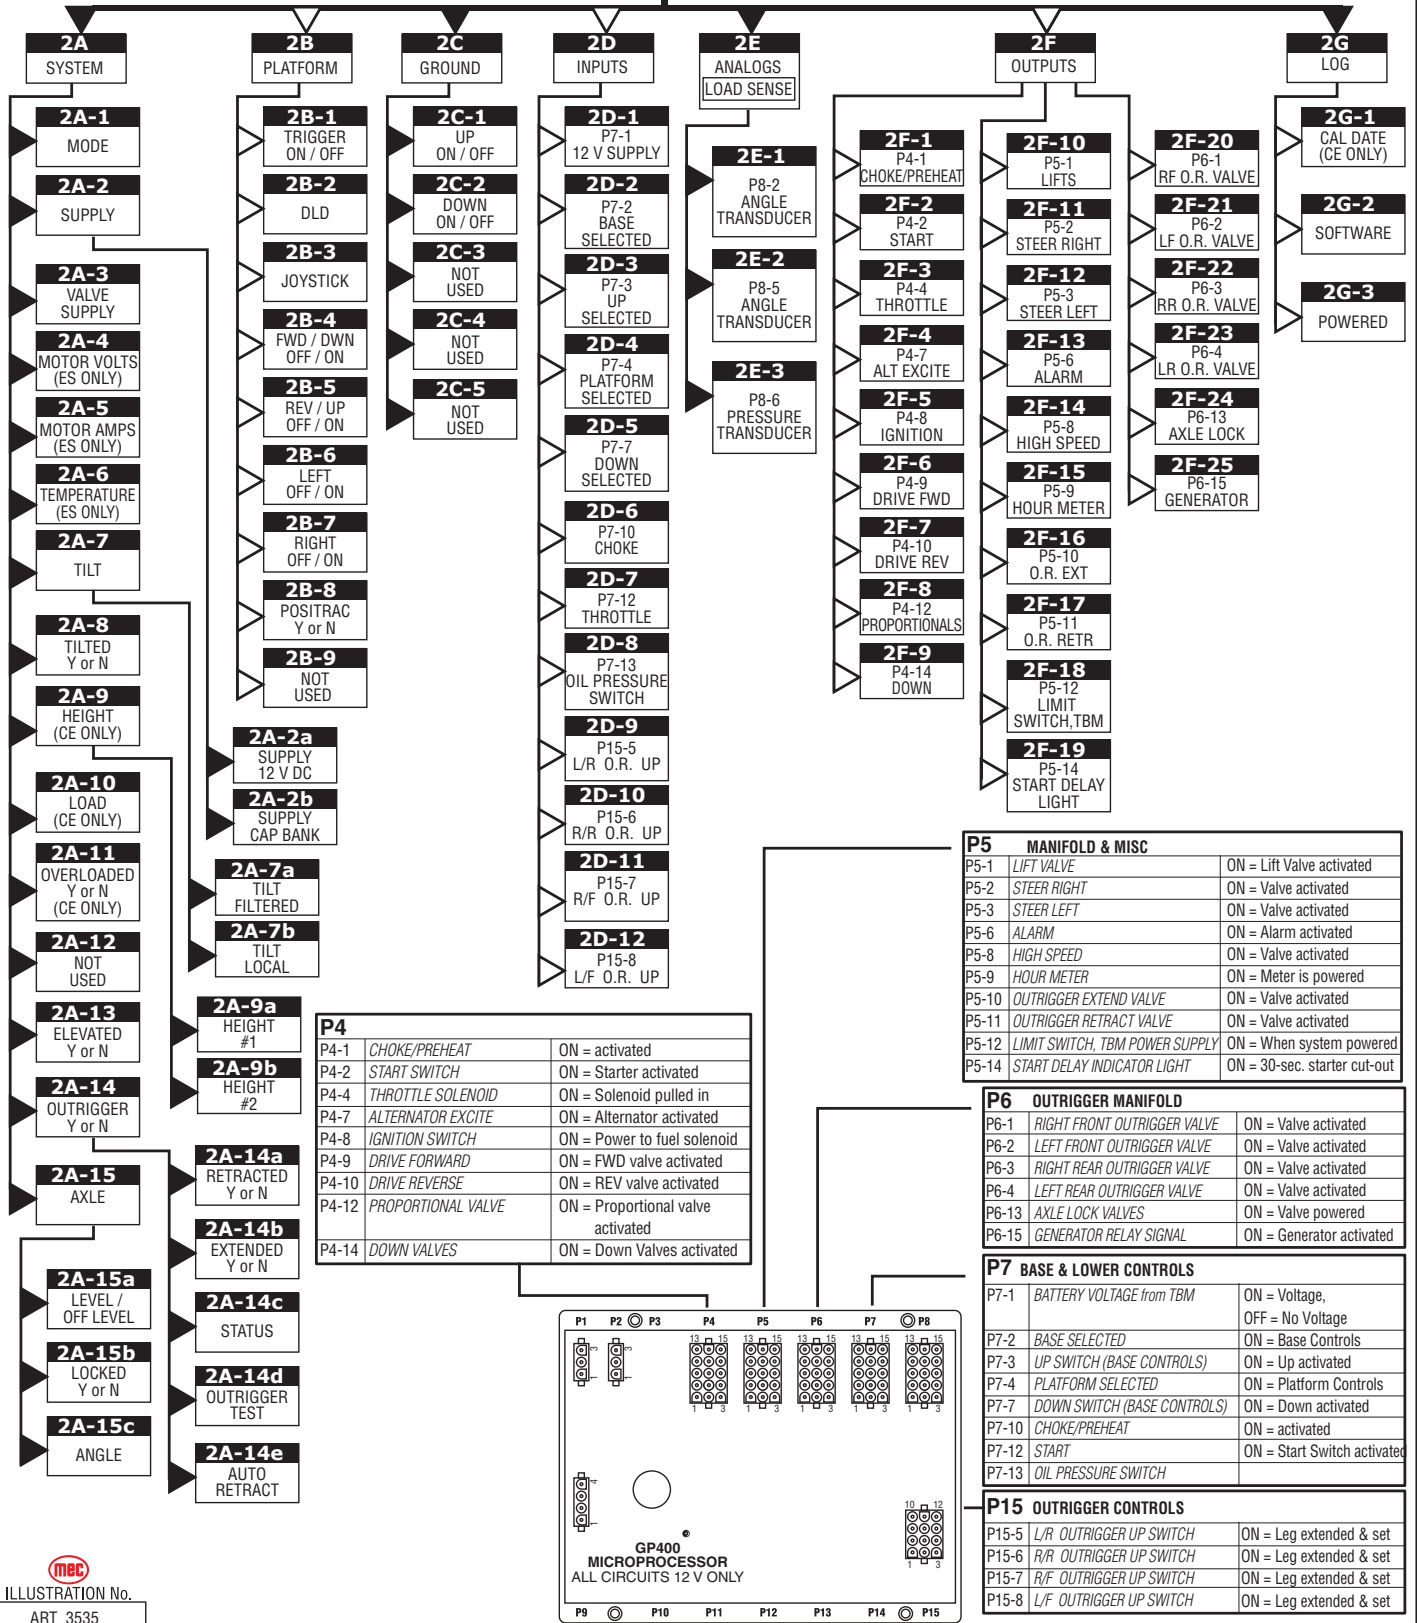 2A
SYSTEM
2B
PLATFORM
2C
GROUND
2D
INPUTS
2E
ANALOGS
LOAD SENSE
2F
OUTPUTS
2G
LOG
2A-1
MODE
2A-2
SUPPLY
2A-3
VALVE
SUPPLY
2A-4
MOTOR VOLTS
(ES ONLY)
2A-5
MOTOR AMPS
(ES ONLY)
2A-6
TEMPERATURE
(ES ONLY)
2A-7
TILT
2A-8
TILTED
Y or N
2A-9
HEIGHT
(CE ONLY)
2A-10
LOAD
(CE ONLY)
2A-11
OVERLOADED
Y or N
(CE ONLY)
2A-12
NOT
USED
2A-13
ELEVATED
Y or N
2A-14
OUTRIGGER
Y or N
2A-15
AXLE
2A-15a
LEVEL /
OFF LEVEL
2A-15b
LOCKED
Y or N
2A-15c
ANGLE
2A-2a
SUPPLY
12 V DC
2A-2b
SUPPLY
CAP BANK
2A-7a
TILT
FILTERED
2A-7b
TILT
LOCAL
2A-9a
HEIGHT
#1
2A-9b
HEIGHT
#2
2A-14a
RETRACTED
Y or N
2A-14b
EXTENDED
Y or N
2A-14c
STATUS
2A-14d
OUTRIGGER
TEST
2A-14e
AUTO
RETRACT
2B-1
TRIGGER
ON / OFF
2B-2
DLD
2B-3
JOYSTICK
2B-4
FWD / DWN
OFF / ON
2B-5
REV / UP
OFF / ON
2B-6
LEFT
OFF / ON
2B-7
RIGHT
OFF / ON
2B-8
POSITRAC
Y or N
2B-9
NOT
USED
2C-1
UP
ON / OFF
2C-2
DOWN
ON / OFF
2C-3
NOT
USED
2C-4
NOT
USED
2C-5
NOT
USED
2D-1
P7-1
12 V SUPPLY
2D-2
P7-2
BASE
SELECTED
2D-3
P7-3
UP
SELECTED
2D-4
P7-4
PLATFORM
SELECTED
2D-5
P7-7
DOWN
SELECTED
2D-6
P7-10
CHOKE
2D-7
P7-12
THROTTLE
2D-8
P7-13
OIL PRESSURE
SWITCH
2D-9
P15-5
L/R O.R. UP
2D-10
P15-6
R/R O.R. UP
2D-11
P15-7
R/F O.R. UP
2D-12
P15-8
L/F O.R. UP
2E-1
P8-2
ANGLE
TRANSDUCER
2E-2
P8-5
ANGLE
TRANSDUCER
2E-3
P8-6
PRESSURE
TRANSDUCER
2F-1
P4-1
CHOKE/PREHEAT
2F-2
P4-2
START
2F-3
P4-4
THROTTLE
2F-4
P4-7
ALT EXCITE
2F-5
P4-8
IGNITION
2F-6
P4-9
DRIVE FWD
2F-7
P4-10
DRIVE REV
2F-8
P4-12
PROPORTIONALS
2F-9
P4-14
DOWN
2F-10
P5-1
LIFTS
2F-11
P5-2
STEER RIGHT
2F-12
P5-3
STEER LEFT
2F-13
P5-6
ALARM
2F-14
P5-8
HIGH SPEED
2F-15
P5-9
HOUR METER
2F-16
P5-10
O.R. EXT
2F-17
P5-11
O.R. RETR
2F-18
P5-12
LIMIT
SWITCH,TBM
2F-19
P5-14
START DELAY
LIGHT
2F-20
P6-1
RF O.R. VALVE
2F-21
P6-2
LF O.R. VALVE
2F-22
P6-3
RR O.R. VALVE
2F-23
P6-4
LR O.R. VALVE
2F-24
P6-13
AXLE LOCK
2F-25
P6-15
GENERATOR
2G-1
CAL DATE
(CE ONLY)
2G-2
SOFTWARE
2G-3
POWERED
P4
P4-1 CHOKE/PREHEAT ON = activated
P4-2 START SWITCH ON = Starter activated
P4-4 THROTTLE SOLENOID ON = Solenoid pulled in
P4-7 ALTERNATOR EXCITE ON = Alternator activated
P4-8 IGNITION SWITCH ON = Power to fuel solenoid
P4-9 DRIVE FORWARD ON = FWD valve activated
P4-10 DRIVE REVERSE ON = REV valve activated
P4-12 PROPORTIONAL VALVE ON = Proportional valve
activated
P4-14 DOWN VALVES ON = Down Valves activated
P5 MANIFOLD & MISC
P5-1 LIFT VALVE ON = Lift Valve activated
P5-2 STEER RIGHT ON = Valve activated
P5-3 STEER LEFT ON = Valve activated
P5-6 ALARM ON = Alarm activated
P5-8 HIGH SPEED ON = Valve activated
P5-9 HOUR METER ON = Meter is powered
P5-10 OUTRIGGER EXTEND VALVE ON = Valve activated
P5-11 OUTRIGGER RETRACT VALVE ON = Valve activated
P5-12 LIMIT SWITCH, TBM POWER SUPPLY ON = When system powered
P5-14 START DELAY INDICATOR LIGHT ON = 30-sec. starter cut-out
P6 OUTRIGGER MANIFOLD
P6-1 RIGHT FRONT OUTRIGGER VALVE ON = Valve activated
P6-2 LEFT FRONT OUTRIGGER VALVE ON = Valve activated
P6-3 RIGHT REAR OUTRIGGER VALVE ON = Valve activated
P6-4 LEFT REAR OUTRIGGER VALVE ON = Valve activated
P6-13 AXLE LOCK VALVES ON = Valve powered
P6-15 GENERATOR RELAY SIGNAL ON = Generator activated
P7 BASE & LOWER CONTROLS
P7-1 BATTERY VOLTAGE from TBM ON = Voltage,
OFF = No Voltage
P7-2 BASE SELECTED ON = Base Controls
P7-3 UP SWITCH (BASE CONTROLS) ON = Up activated
P7-4 PLATFORM SELECTED ON = Platform Controls
P7-7 DOWN SWITCH (BASE CONTROLS) ON = Down activated
P7-10 CHOKE/PREHEAT ON = activated
P7-12 START ON = Start Switch activated
P7-13 OIL PRESSURE SWITCH
P15 OUTRIGGER CONTROLS
P15-5 L/R OUTRIGGER UP SWITCH ON = Leg extended & set
P15-6 R/R OUTRIGGER UP SWITCH ON = Leg extended & set
P15-7 R/F OUTRIGGER UP SWITCH ON = Leg extended & set
P15-8 L/F OUTRIGGER UP SWITCH ON = Leg extended & set
P1 P2 P3 P4 P5 P6 P7 P8
3 3 13 15 13 15 13 15 13 15 13 15
1 1 1 3 1 3 1 3 1 3 1 3
4
1
10 12
1 3
GP400
MICROPROCESSOR
ALL CIRCUITS 12 V ONLY
P9 P10 P11 P12 P13 P14 P15
mec
ILLUSTRATION No.
ART_3535